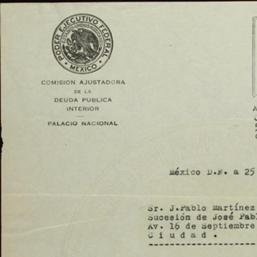 PODER EJECUTIVO FEDERAL
MEXICO
COMISION AJUSTADORA
DE LA
DEUDA PUBLICA
INTERIOR
PALACIO NACIONAL
México D.F. a 25
Sr. J.Pablo Martínez
Sucesión de José Pabl
Av. 16 de Septiembre
C i u d a d .